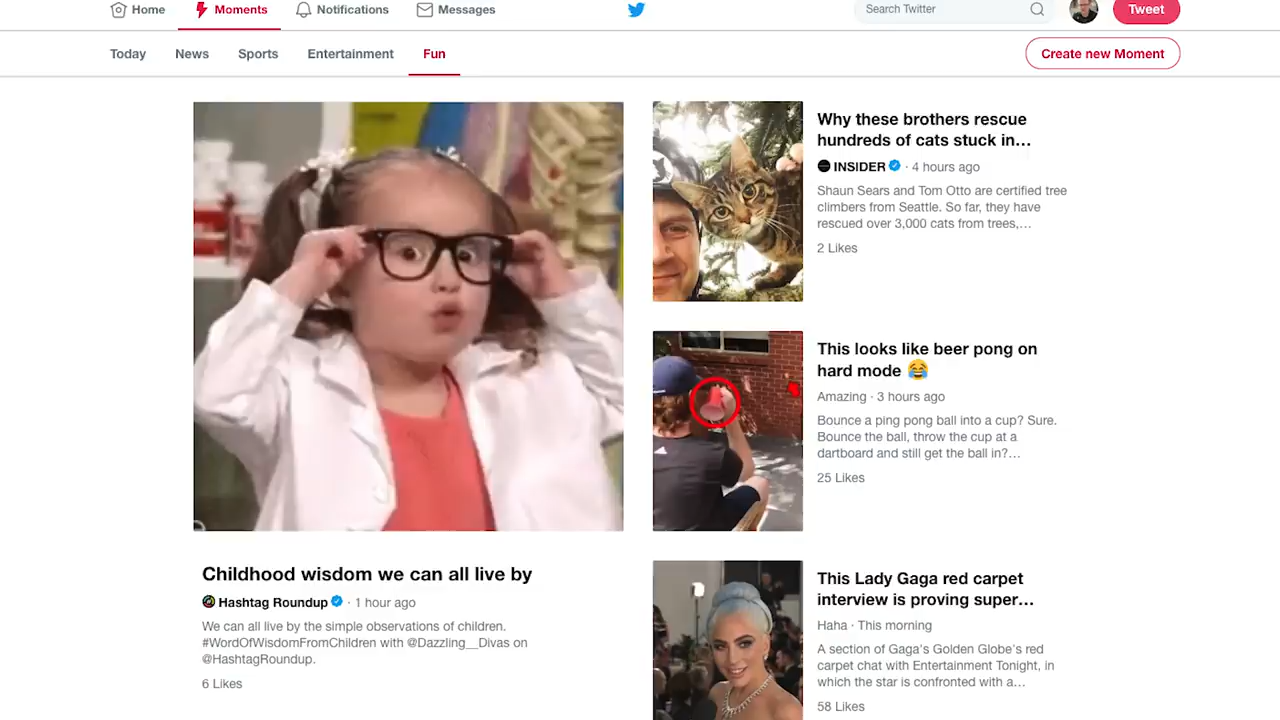 Home Moments Notifications Messages Search Twitter Tweet
Today News Sports Entertainment Fun Create new Moment
Childhood wisdom we can all live by
Hashtag Roundup · 1 hour ago
We can all live by the simple observations of children.
#WordOfWisdomFromChildren with @Dazzling__Divas on
@HashtagRoundup.
6 Likes
Why these brothers rescue
hundreds of cats stuck in…
INSIDER · 4 hours ago
Shaun Sears and Tom Otto are certified tree
climbers from Seattle. So far, they have
rescued over 3,000 cats from trees,…
2 Likes
This looks like beer pong on
hard mode 😂
Amazing · 3 hours ago
Bounce a ping pong ball into a cup? Sure.
Bounce the ball, throw the cup at a
dartboard and still get the ball in?…
25 Likes
This Lady Gaga red carpet
interview is proving super…
Haha · This morning
A section of Gaga's Golden Globe's red
carpet chat with Entertainment Tonight, in
which the star is confronted with a…
58 Likes